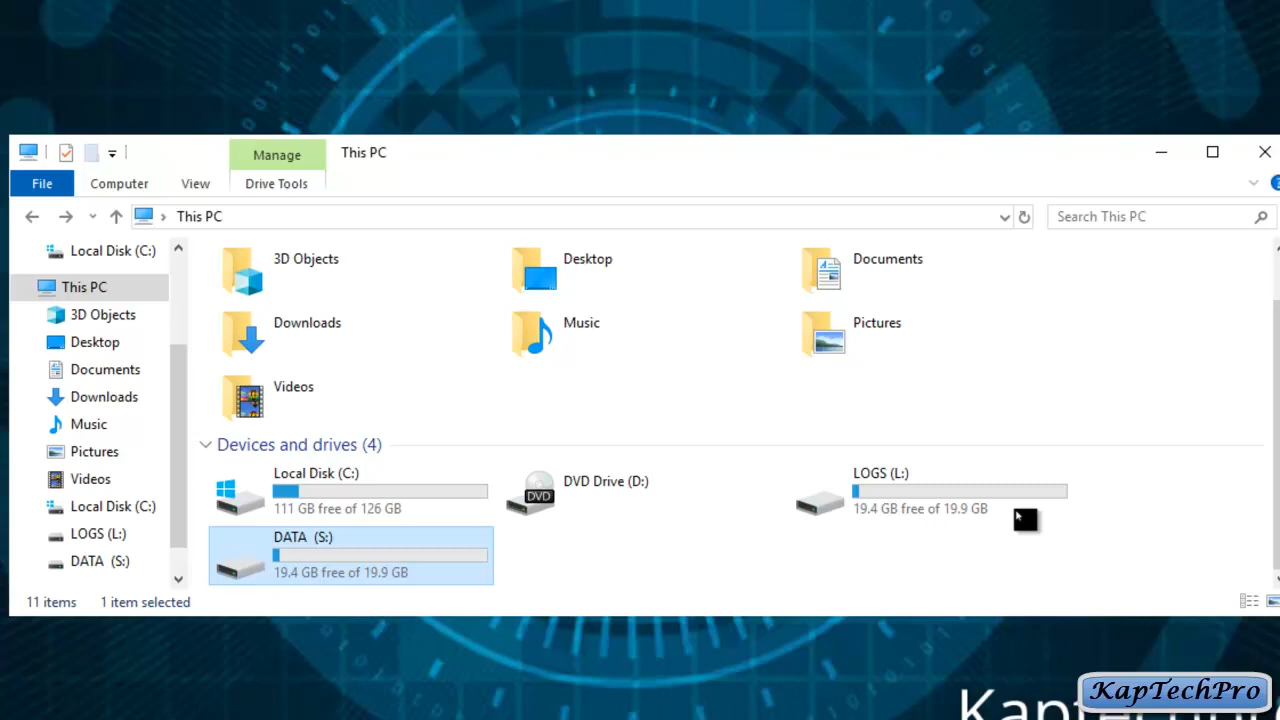 Manage
This PC
File
Computer
View
Drive Tools
This PC
Search This PC
Local Disk (C:)
This PC
3D Objects
Desktop
Documents
Downloads
Music
Pictures
Videos
Local Disk (C:)
LOGS (L:)
DATA (S:)
3D Objects
Desktop
Documents
Downloads
Music
Pictures
Videos
Devices and drives (4)
Local Disk (C:)
111 GB free of 126 GB
DVD
DVD Drive (D:)
LOGS (L:)
19.4 GB free of 19.9 GB
DATA (S:)
19.4 GB free of 19.9 GB
11 items
1 item selected
KapTechPro